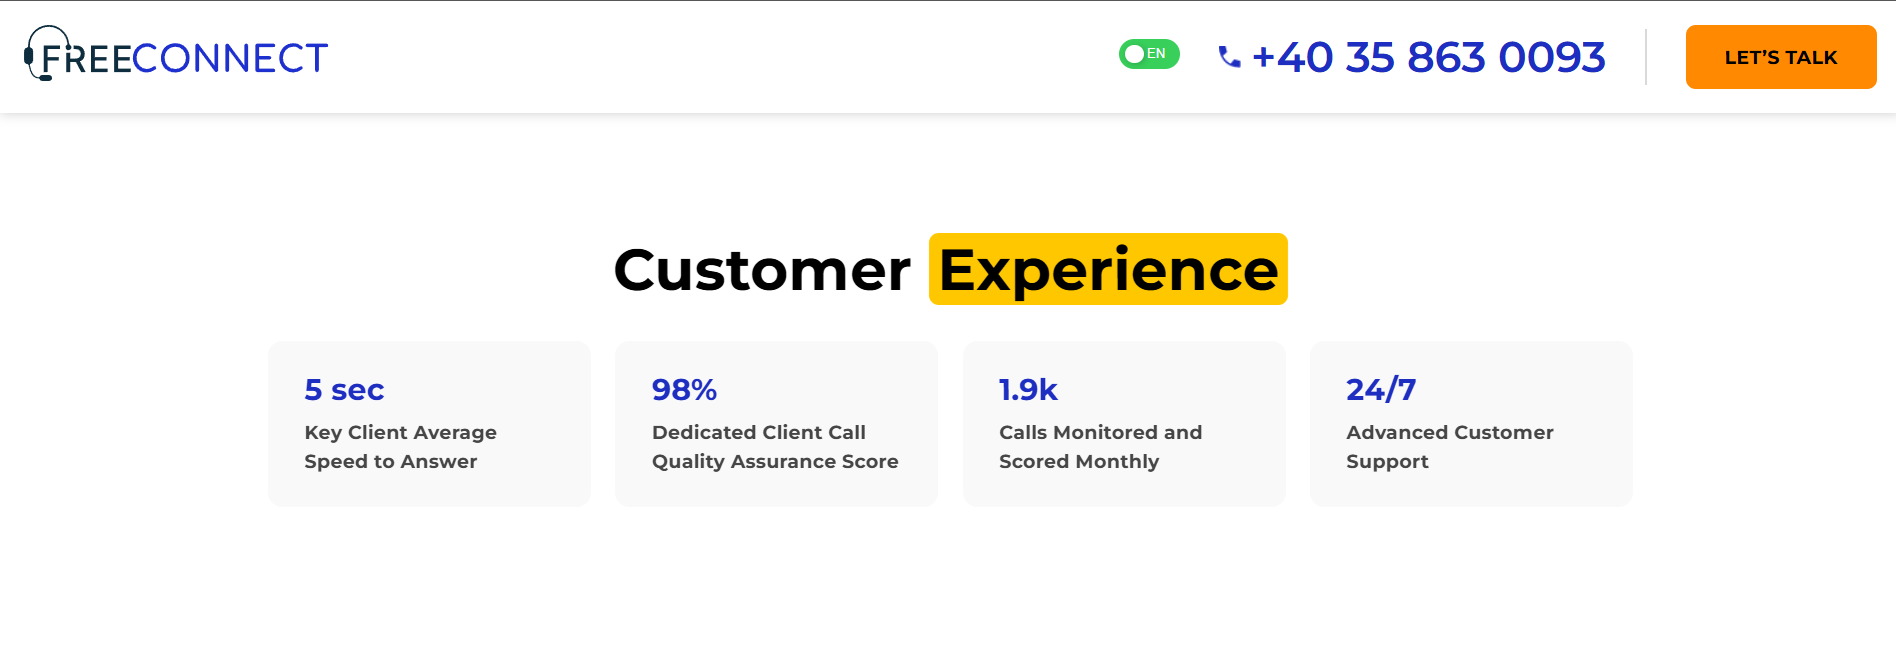 FREECONNECT
EN
+40 35 863 0093
LET’S TALK
Customer Experience
5 sec
Key Client Average
Speed to Answer
98%
Dedicated Client Call
Quality Assurance Score
1.9k
Calls Monitored and
Scored Monthly
24/7
Advanced Customer
Support